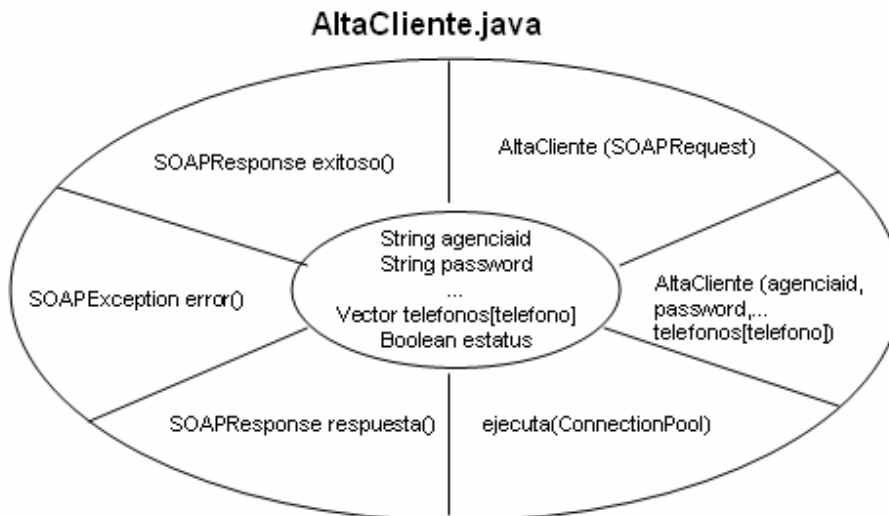 AltaCliente.java
SOAPResponse exitoso()
AltaCliente (SOAPRequest)
SOAPException error()
String agenciaid
String password
...
Vector telefonos[telefono]
Boolean estatus
AltaCliente (agenciaid,
password,...
telefonos[telefono])
SOAPResponse respuesta()
ejecuta(ConnectionPool)